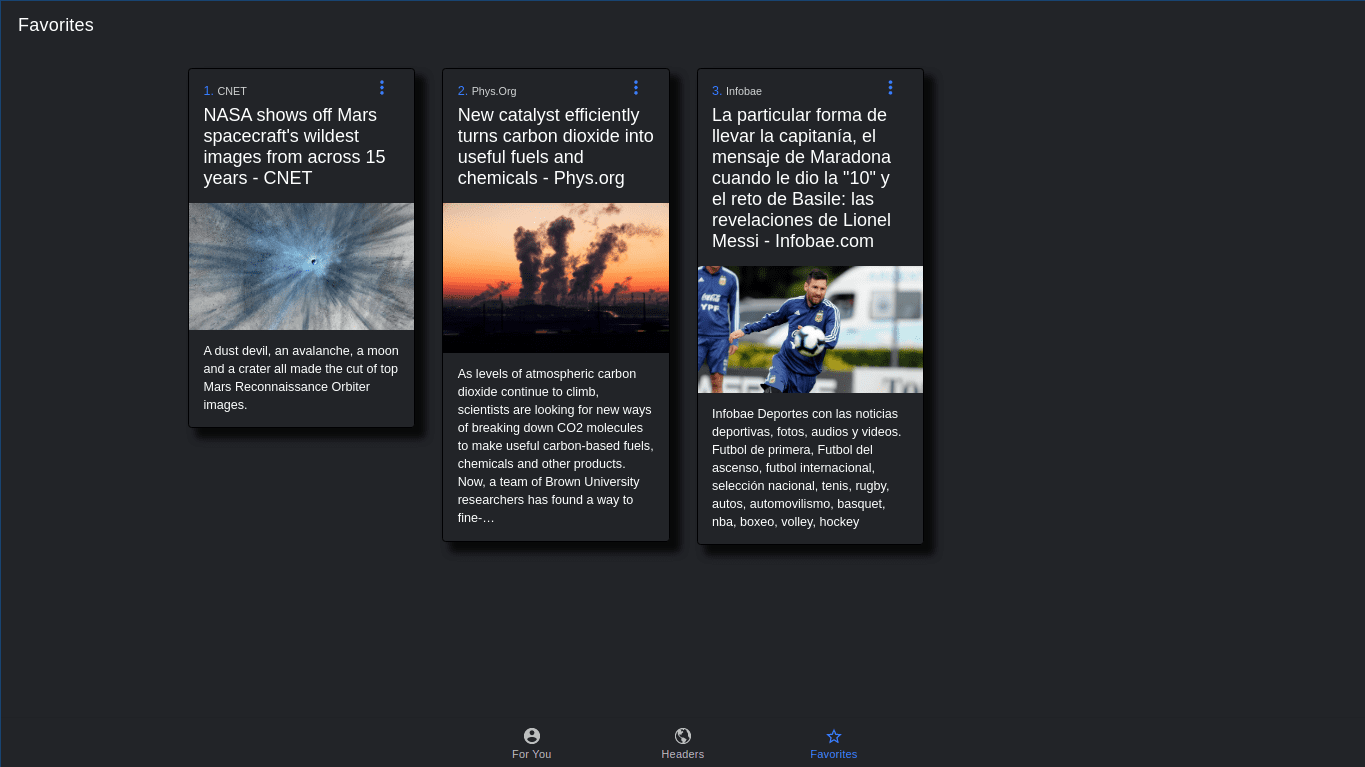 Favorites
1. CNET
NASA shows off Mars
spacecraft's wildest
images from across 15
years - CNET
A dust devil, an avalanche, a moon
and a crater all made the cut of top
Mars Reconnaissance Orbiter
images.
2. Phys.Org
New catalyst efficiently
turns carbon dioxide into
useful fuels and
chemicals - Phys.org
As levels of atmospheric carbon
dioxide continue to climb,
scientists are looking for new ways
of breaking down CO2 molecules
to make useful carbon-based fuels,
chemicals and other products.
Now, a team of Brown University
researchers has found a way to
fine-…
3. Infobae
La particular forma de
llevar la capitanía, el
mensaje de Maradona
cuando le dio la "10" y
el reto de Basile: las
revelaciones de Lionel
Messi - Infobae.com
Coca-Cola
YPF
To
Infobae Deportes con las noticias
deportivas, fotos, audios y videos.
Futbol de primera, Futbol del
ascenso, futbol internacional,
selección nacional, tenis, rugby,
autos, automovilismo, basquet,
nba, boxeo, volley, hockey
For You
Headers
Favorites